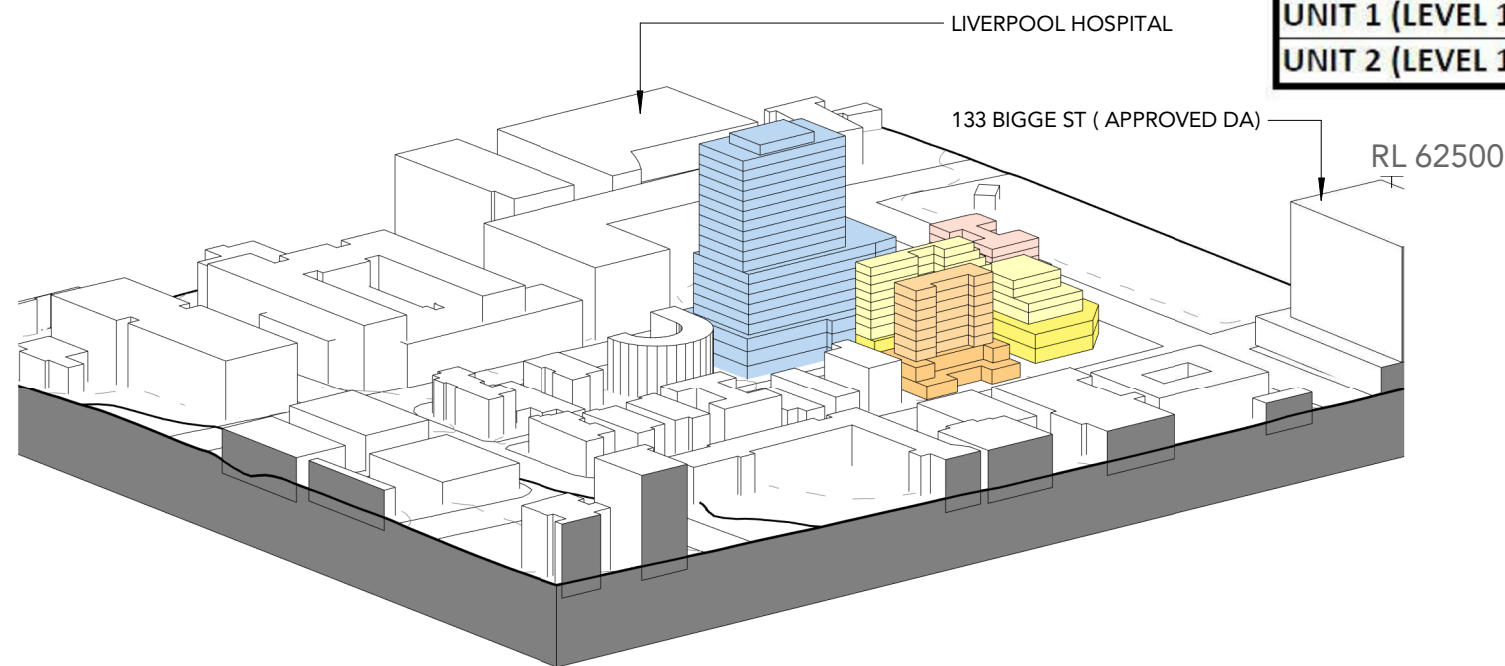 LIVERPOOL HOSPITAL
UNIT 1 (LEVEL 1
UNIT 2 (LEVEL 1
133 BIGGE ST ( APPROVED DA)
RL 62500